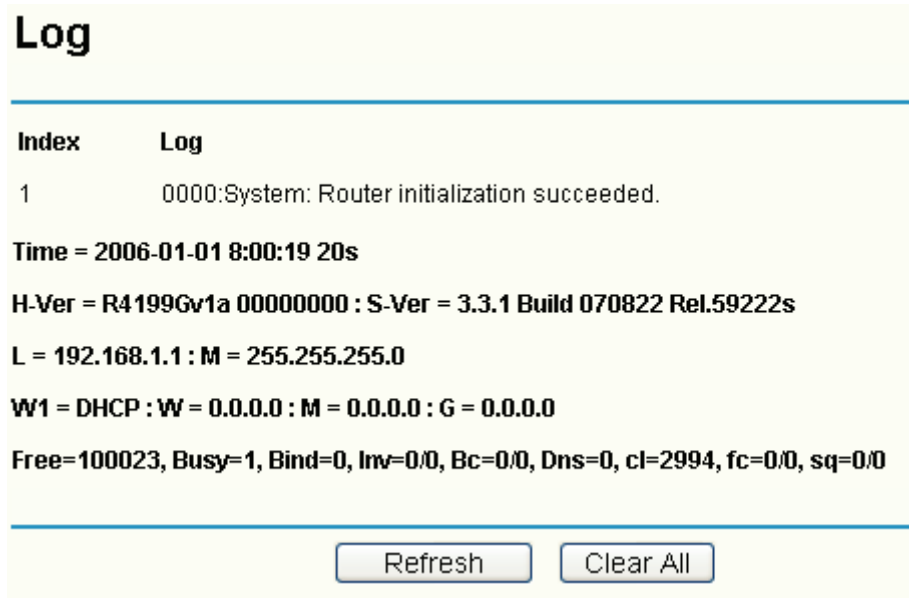 Log
Index Log
1 0000:System: Router initialization succeeded.
Time = 2006-01-01 8:00:19 20s
H-Ver = R4199Gv1a 00000000 : S-Ver = 3.3.1 Build 070822 Rel.59222s
L = 192.168.1.1 : M = 255.255.255.0
W1 = DHCP : W = 0.0.0.0 : M = 0.0.0.0 : G = 0.0.0.0
Free=100023, Busy=1, Bind=0, Inv=0/0, Bc=0/0, Dns=0, cl=2994, fc=0/0, sq=0/0
Refresh Clear All